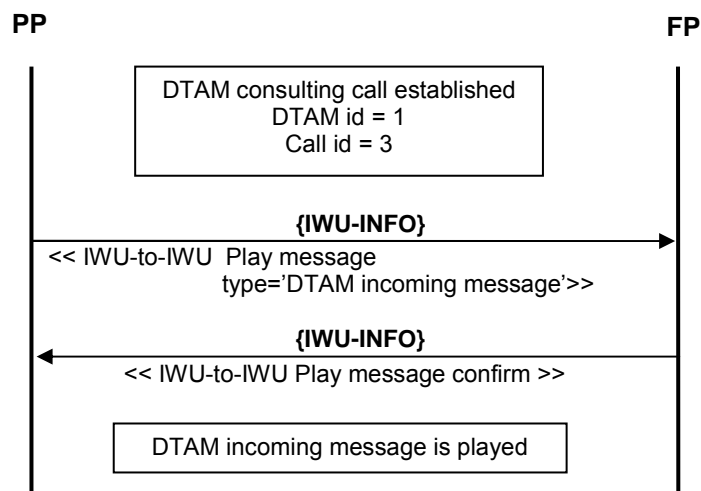 PP
FP
DTAM consulting call established
DTAM id = 1
Call id = 3
{IWU-INFO}
<< IWU-to-IWU Play message
type='DTAM incoming message'>>
{IWU-INFO}
<< IWU-to-IWU Play message confirm >>
DTAM incoming message is played